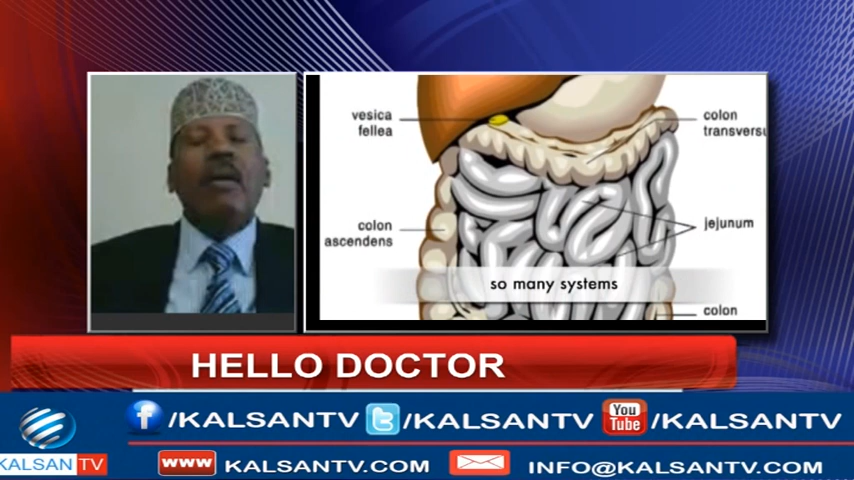 vesica
fellea
colon
transversu
colon
ascendens
jejunum
so many systems
colon
HELLO DOCTOR
f /KALSANTV t /KALSANTV You Tube /KALSANTV
KALSAN TV
www KALSANTV.COM INFO@KALSANTV.COM